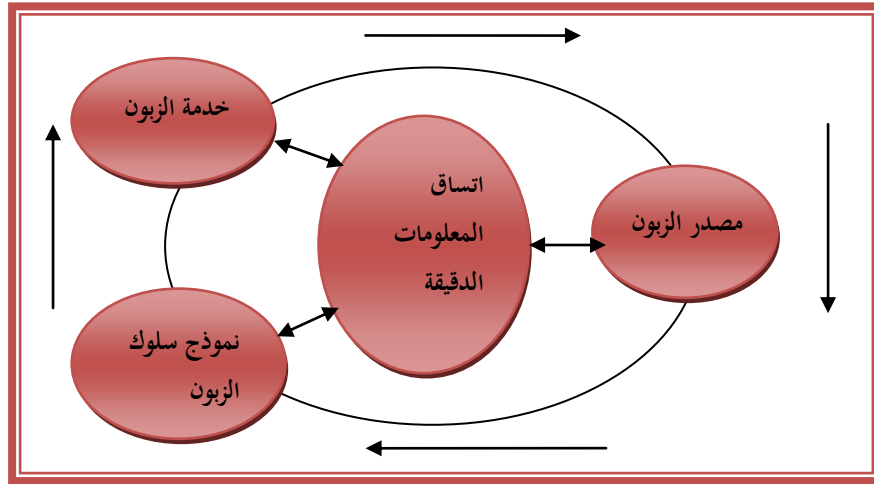 خدمة الزبون
اتساق
المعلومات
الدقيقة
مصدر الزبون
نموذج سلوك
الزبون